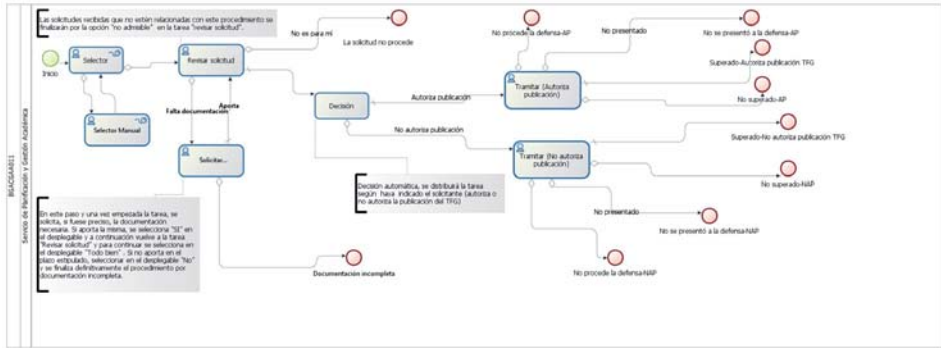 Las solicitudes recibidas que no estén relacionadas con este procedimiento se
finalizarán por la opción "no admisible" en la tarea "revisar solicitud".
No es para mí
La solicitud no procede
No procede la defensa-AP
No presentado
No se presentó a la defensa-AP
Superado-Autoriza publicación TFG
Inicio
Selector
Revisar solicitud
Selector Manual
Falta documentación
Aporte
Solicitar...
Decisión
Autoriza publicación
No autoriza publicación
Tramitar (Autoriza
publicación)
No superado-AP
Superado-No autoriza publicación TFG
Tramitar (No autoriza
publicación)
No superado-NAP
Decisión automática, se distribuirá la tarea
según haya indicado el solicitante (autoriza o
no autoriza la publicación del TFG)
No presentado
No se presentó a la defensa-NAP
No procede la defensa-NAP
En este paso y una vez empezada la tarea, se
solicita, si fuese preciso, la documentación
necesaria. Si aporta la misma, se selecciona "SI" en
el desplegable y a continuación vuelve a la tarea
"Revisar solicitud" y para continuar se selecciona en
el desplegable "Todo bien" . Si no aporta en el
plazo estipulado, seleccionar en el desplegable "No"
y se finaliza definitivamente el procedimiento por
documentación incompleta.
Documentación incompleta
Servicio de Planificación y Gestión Académica